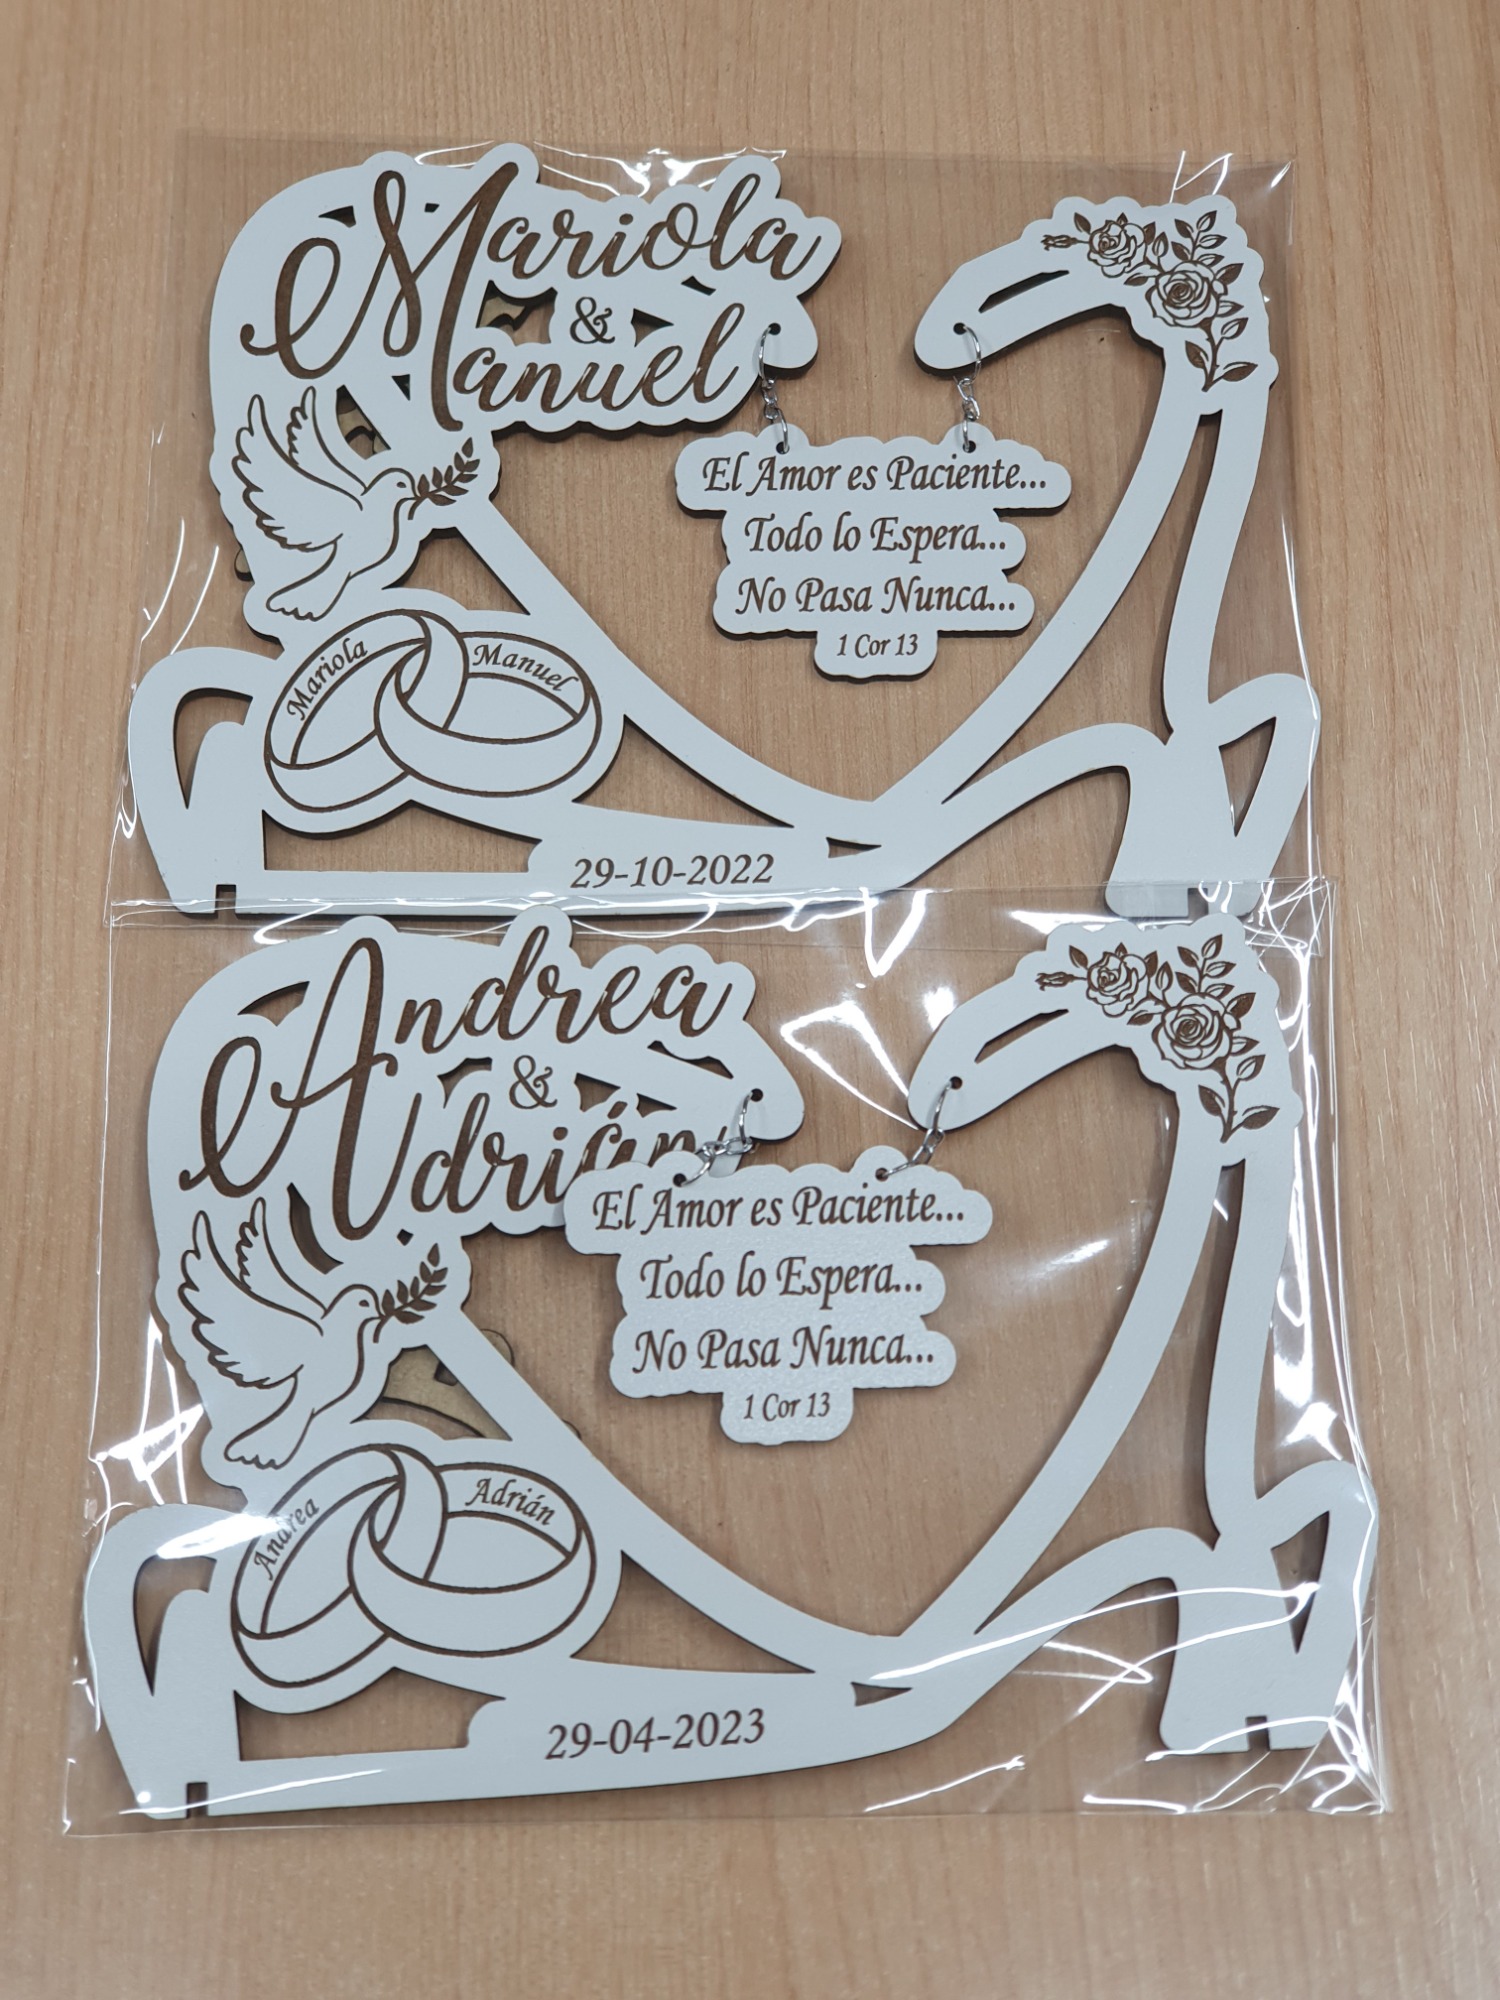 Mariola
&
Manuel
El Amor es Paciente...
Todo lo Espera...
No Pasa Nunca...
1 Cor 13
Mariola
Manuel
29-10-2022
Andrea
&
Adrián
El Amor es Paciente...
Todo lo Espera...
No Pasa Nunca...
1 Cor 13
Andrea
Adrián
29-04-2023